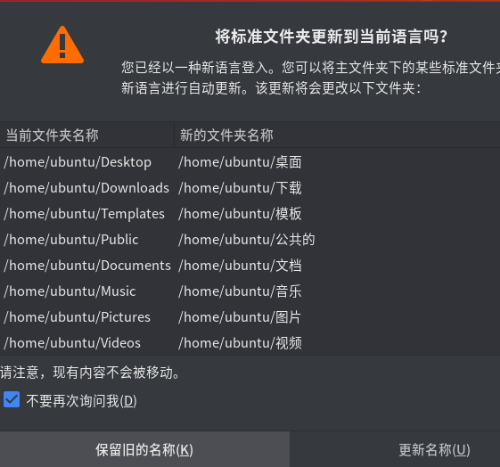 将标准文件夹更新到当前语言吗?
您已经以一种新语言登入。您可以将主文件夹下的某些标准文件
新语言进行自动更新。该更新将会更改以下文件夹:
当前文件夹名称 新的文件夹名称
/home/ubuntu/Desktop /home/ubuntu/桌面
/home/ubuntu/Downloads /home/ubuntu/下载
/home/ubuntu/Templates /home/ubuntu/模板
/home/ubuntu/Public /home/ubuntu/公共的
/home/ubuntu/Documents /home/ubuntu/文档
/home/ubuntu/Music /home/ubuntu/音乐
/home/ubuntu/Pictures /home/ubuntu/图片
/home/ubuntu/Videos /home/ubuntu/视频
请注意，现有内容不会被移动。
不要再次询问我(D)
保留旧的名称(K) 更新名称(U)